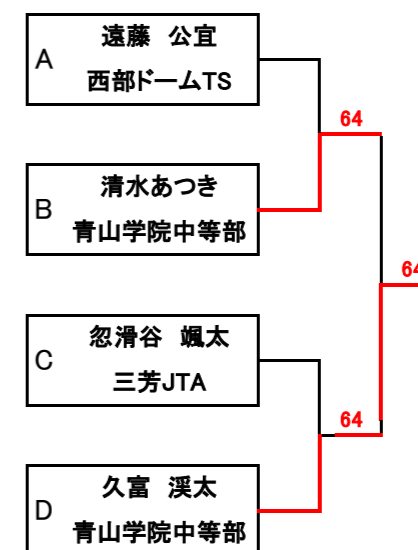 A
遠藤 公宜
西部ドームTS
64
B
清水あつき
青山学院中等部
64
C
忽滑谷 颯太
三芳JTA
64
D
久富 渓太
青山学院中等部